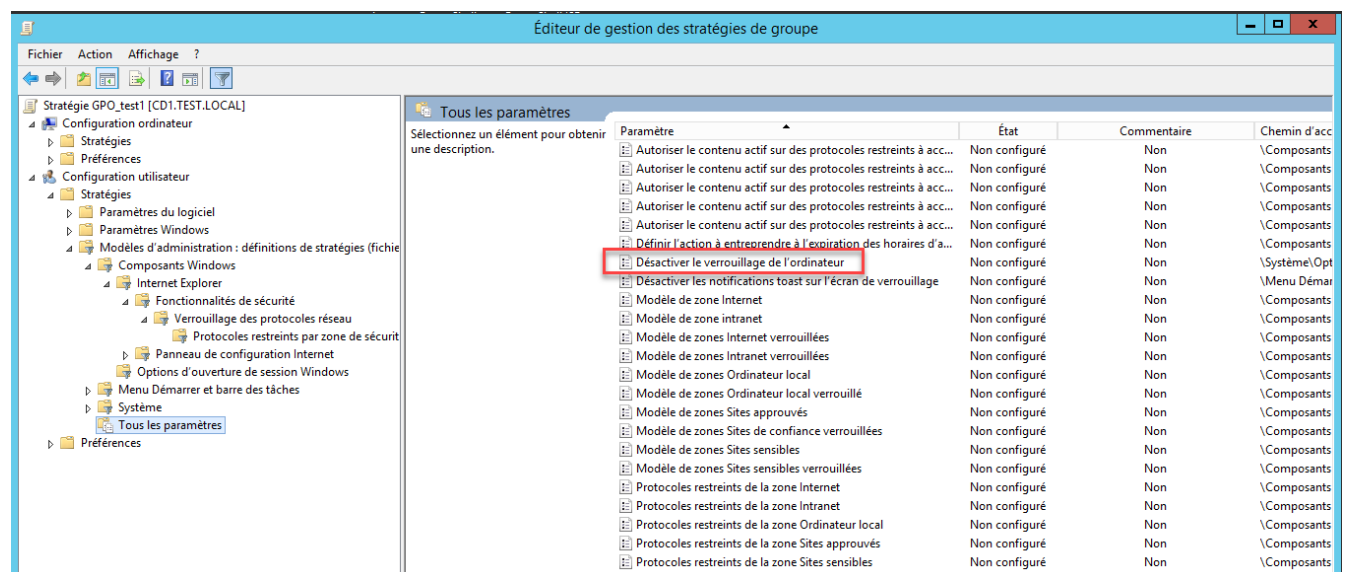 Éditeur de gestion des stratégies de groupe
Fichier Action Affichage ?
Stratégie GPO_test1 [CD1.TEST.LOCAL]
Configuration ordinateur
Stratégies
Préférences
Configuration utilisateur
Stratégies
Paramètres du logiciel
Paramètres Windows
Modèles d'administration : définitions de stratégies (fichie
Composants Windows
Internet Explorer
Fonctionnalités de sécurité
Verrouillage des protocoles réseau
Protocoles restreints par zone de sécurit
Panneau de configuration Internet
Options d'ouverture de session Windows
Menu Démarrer et barre des tâches
Système
Tous les paramètres
Préférences
Tous les paramètres
Sélectionnez un élément pour obtenir
une description.
Paramètre État Commentaire Chemin d'acc
Autoriser le contenu actif sur des protocoles restreints à acc... Non configuré Non \Composants
Autoriser le contenu actif sur des protocoles restreints à acc... Non configuré Non \Composants
Autoriser le contenu actif sur des protocoles restreints à acc... Non configuré Non \Composants
Autoriser le contenu actif sur des protocoles restreints à acc... Non configuré Non \Composants
Autoriser le contenu actif sur des protocoles restreints à acc... Non configuré Non \Composants
Définir l'action à entreprendre à l'expiration des horaires d'a... Non configuré Non \Composants
Désactiver le verrouillage de l'ordinateur Non configuré Non \Système\Opt
Désactiver les notifications toast sur l'écran de verrouillage Non configuré Non \Menu Démar
Modèle de zone Internet Non configuré Non \Composants
Modèle de zone intranet Non configuré Non \Composants
Modèle de zones Internet verrouillées Non configuré Non \Composants
Modèle de zones Intranet verrouillées Non configuré Non \Composants
Modèle de zones Ordinateur local Non configuré Non \Composants
Modèle de zones Ordinateur local verrouillé Non configuré Non \Composants
Modèle de zones Sites approuvés Non configuré Non \Composants
Modèle de zones Sites de confiance verrouillées Non configuré Non \Composants
Modèle de zones Sites sensibles Non configuré Non \Composants
Modèle de zones Sites sensibles verrouillées Non configuré Non \Composants
Protocoles restreints de la zone Internet Non configuré Non \Composants
Protocoles restreints de la zone Intranet Non configuré Non \Composants
Protocoles restreints de la zone Ordinateur local Non configuré Non \Composants
Protocoles restreints de la zone Sites approuvés Non configuré Non \Composants
Protocoles restreints de la zone Sites sensibles Non configuré Non \Composants